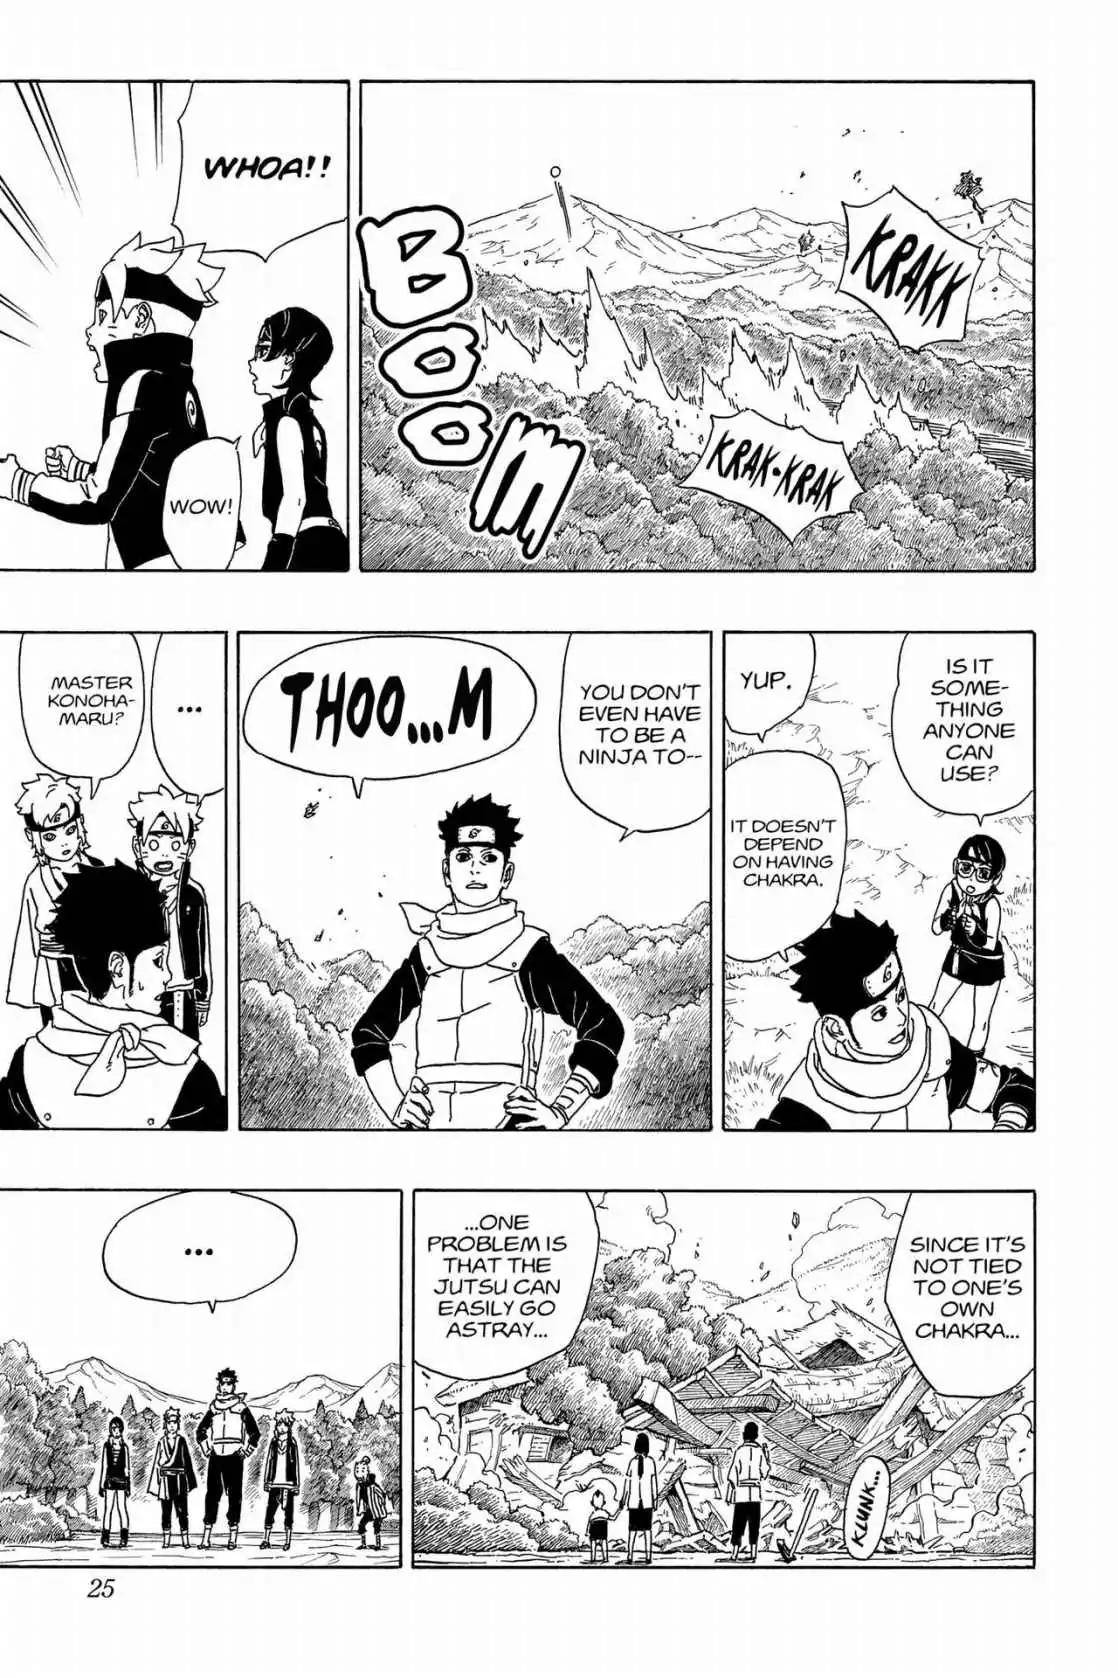 KRAKK
KRAK-KRAK
BOOM
WHOA!!
WOW!
IS IT
SOME-
THING
ANYONE
CAN
USE?
YUP.
IT DOESN'T
DEPEND
ON HAVING
CHAKRA.
YOU DON'T
EVEN HAVE
TO BE A
NINJA TO--
THOO...M
...
MASTER
KONOHA-
MARU?
SINCE IT'S
NOT TIED
TO ONE'S
OWN
CHAKRA...
...ONE
PROBLEM IS
THAT THE
JUTSU CAN
EASILY GO
ASTRAY...
KLUNK...
...
25